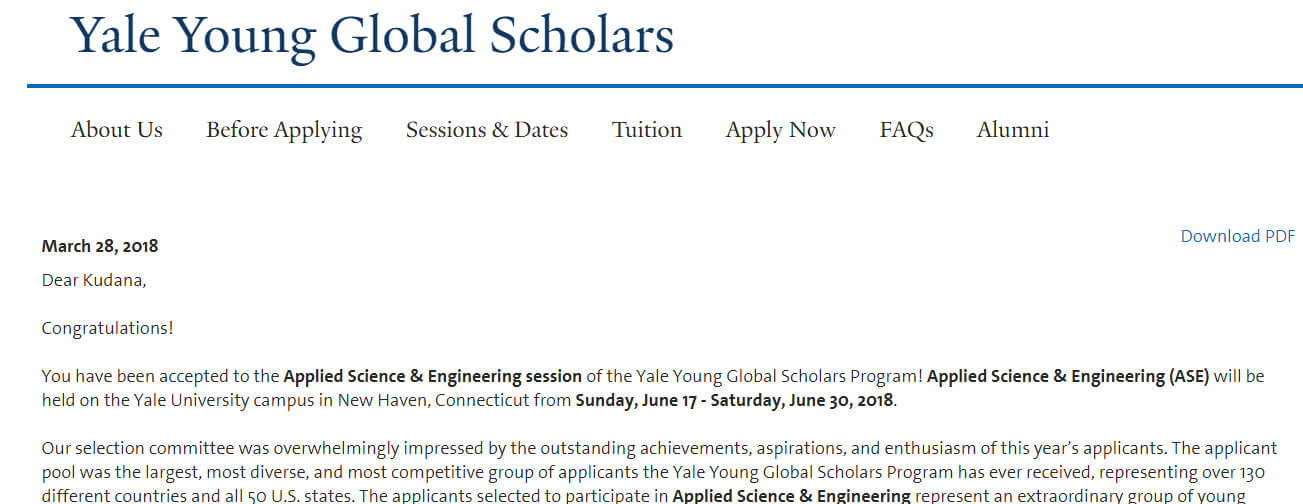 Yale Young Global Scholars
About Us Before Applying Sessions & Dates Tuition Apply Now FAQs Alumni
Download PDF
March 28, 2018
Dear Kudana,
Congratulations!
You have been accepted to the Applied Science & Engineering session of the Yale Young Global Scholars Program! Applied Science & Engineering (ASE) will be
held on the Yale University campus in New Haven, Connecticut from Sunday, June 17 - Saturday, June 30, 2018.
Our selection committee was overwhelmingly impressed by the outstanding achievements, aspirations, and enthusiasm of this year's applicants. The applicant
pool was the largest, most diverse, and most competitive group of applicants the Yale Young Global Scholars Program has ever received, representing over 130
different countries and all 50 U.S. states. The applicants selected to participate in Applied Science & Engineering represent an extraordinary group of young